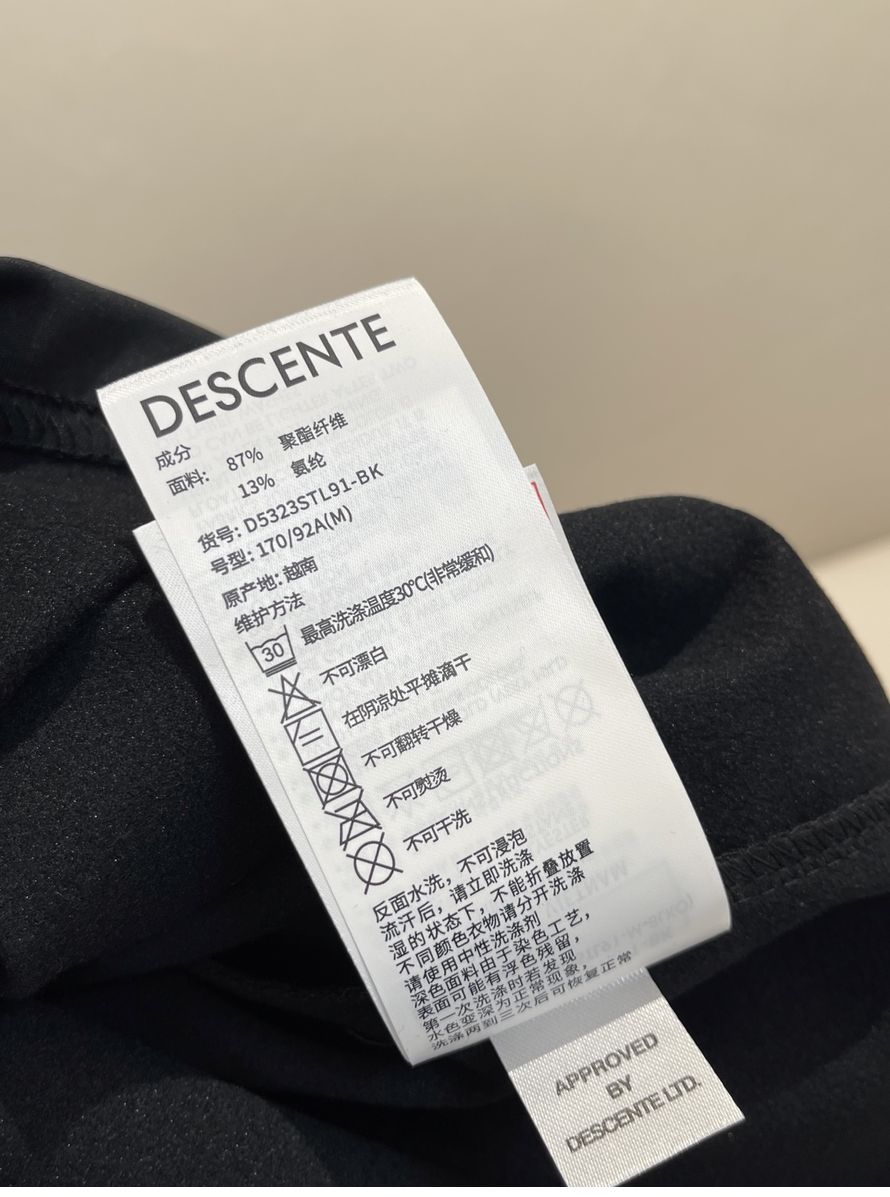 DESCENTE
成分
面料: 87% 聚酯纤维
13% 氨纶
货号: D5323STL91-BK
号型: 170/92A(M)
原产地: 越南
维护方法
30 最高洗涤温度30℃(非常缓和)
不可漂白
在阴凉处平摊滴干
不可翻转干燥
不可熨烫
不可干洗
反面水洗，不可浸泡
流汗后，请立即洗涤
湿的状态下，不能折叠放置
不同颜色衣物请分开洗涤
请使用中性洗涤剂
深色面料由于染色工艺，
表面可能有浮色残留，
第一次洗涤时若发现
水色变深为正常现象，
洗涤两到三次后可恢复正常
APPROVED
BY
DESCENTE LTD.